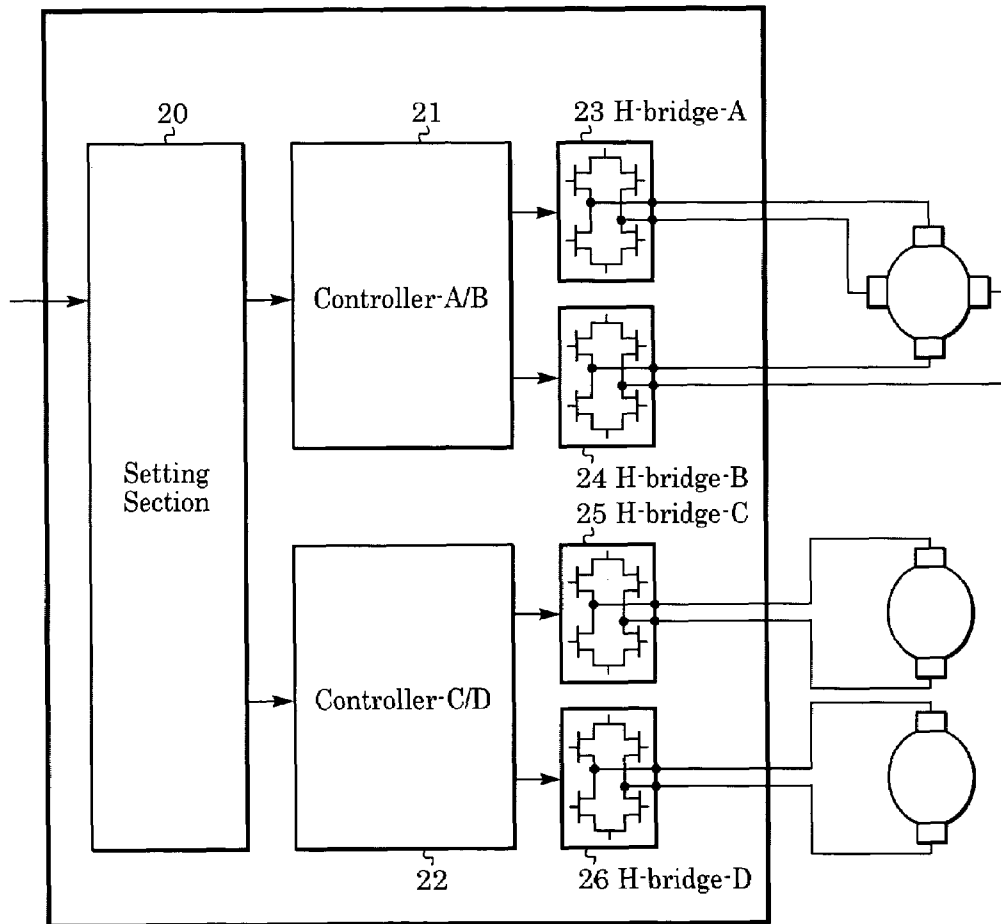 20
21
23 H-bridge-A
Controller-A/B
Setting
Section
24 H-bridge-B
25 H-bridge-C
Controller-C/D
22
26 H-bridge-D